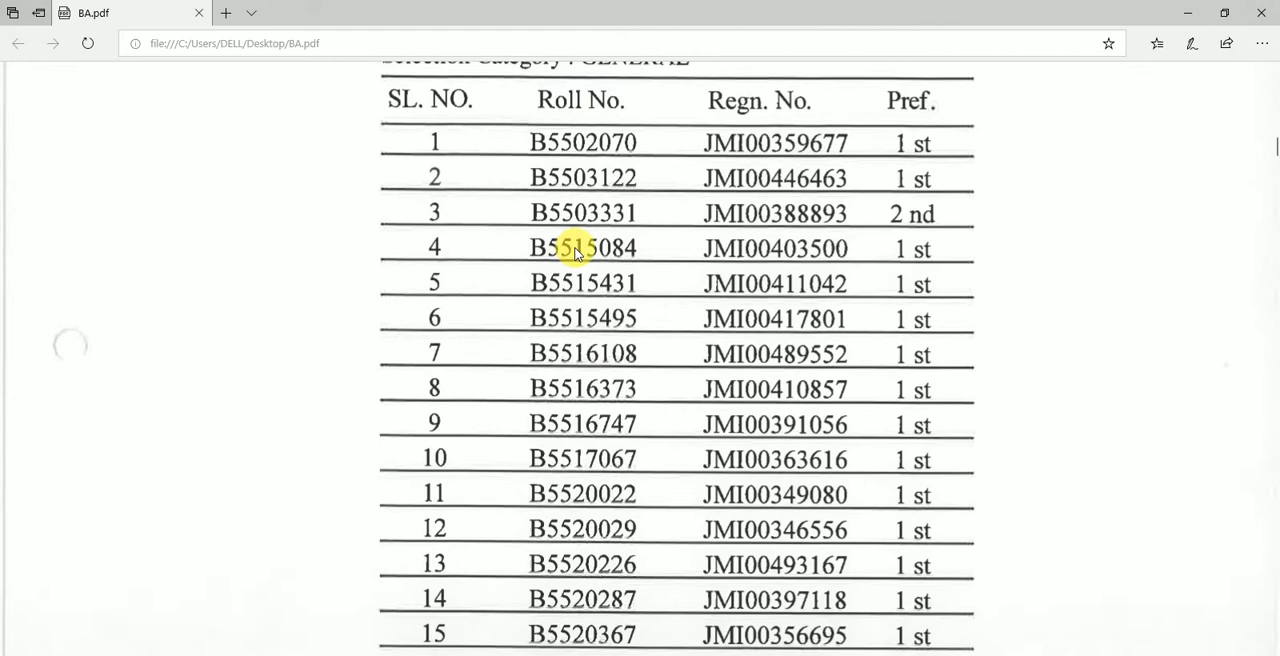 BA.pdf
file:///C:/Users/DELL/Desktop/BA.pdf
Selection Category : GENERAL
SL. NO. Roll No. Regn. No. Pref.
1 B5502070 JMI00359677 1 st
2 B5503122 JMI00446463 1 st
3 B5503331 JMI00388893 2 nd
4 B5515084 JMI00403500 1 st
5 B5515431 JMI00411042 1 st
6 B5515495 JMI00417801 1 st
7 B5516108 JMI00489552 1 st
8 B5516373 JMI00410857 1 st
9 B5516747 JMI00391056 1 st
10 B5517067 JMI00363616 1 st
11 B5520022 JMI00349080 1 st
12 B5520029 JMI00346556 1 st
13 B5520226 JMI00493167 1 st
14 B5520287 JMI00397118 1 st
15 B5520367 JMI00356695 1 st